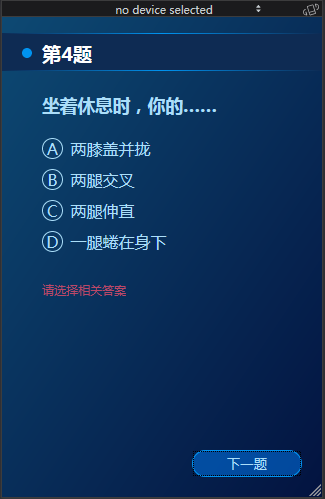 no device selected
第4题
坐着休息时，你的……
A 两膝盖并拢
B 两腿交叉
C 两腿伸直
D 一腿蜷在身下
请选择相关答案
下一题